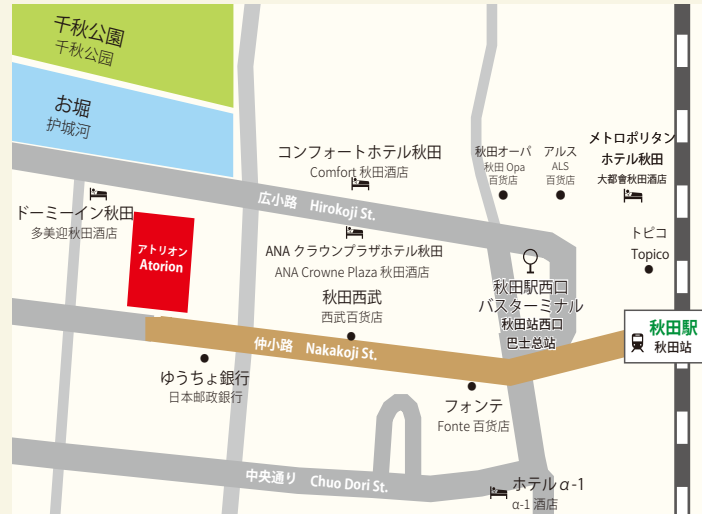 千秋公園
千秋公园
お堀
护城河
コンフォートホテル秋田
Comfort 秋田酒店
秋田オーパ
秋田 Opa
百货店
アルス
ALS
百货店
メトロポリタン
ホテル秋田
大都會秋田酒店
ドーミーイン秋田
多美迎秋田酒店
アトリオン
Atorion
広小路 Hirokoji St.
ANA クラウンプラザホテル秋田
ANA Crowne Plaza 秋田酒店
トピコ
Topico
秋田駅西口
バスターミナル
秋田站西口
巴士总站
秋田西武
西武百货店
秋田駅
秋田站
仲小路 Nakakoji St.
ゆうちょ銀行
日本邮政銀行
フォンテ
Fonte 百货店
中央通り Chuo Dori St.
ホテルα-1
α-1 酒店